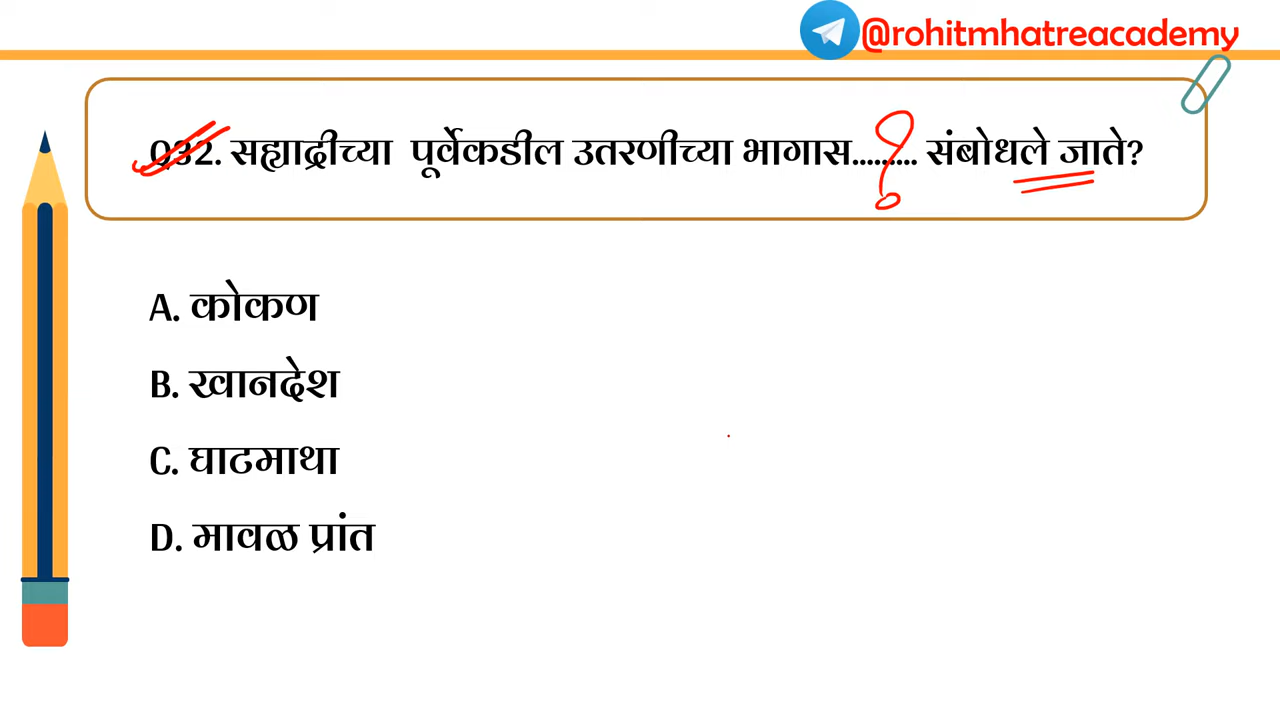 @rohitmhatreacademy
Q32. सह्याद्रीच्या पूर्वेकडील उतरणीच्या भागास......... संबोधले जाते?
A. कोकण
B. खानदेश
C. घाटमाथा
D. मावळ प्रांत